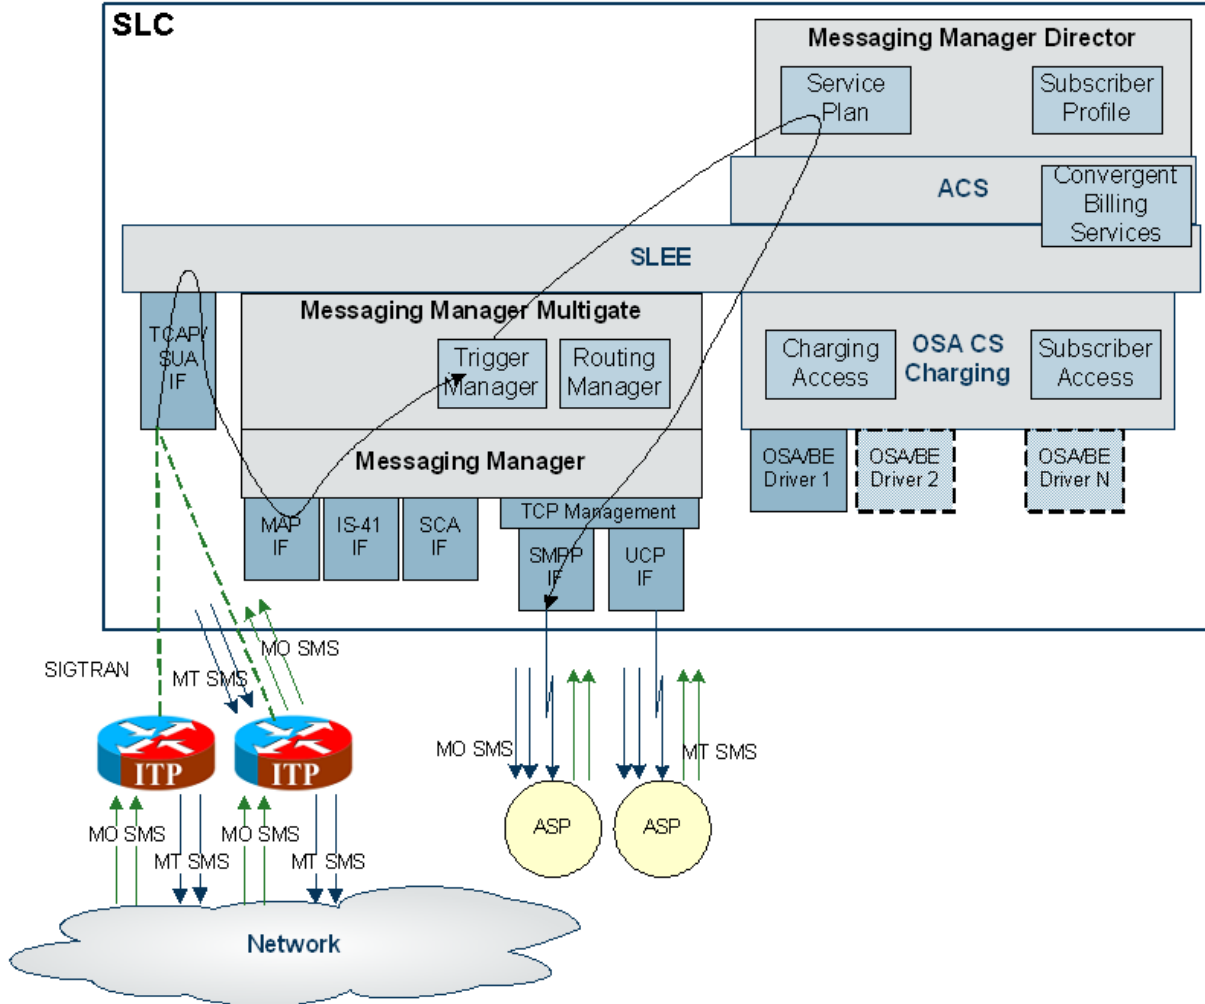 SLC
Messaging Manager Director
Service
Plan
Subscriber
Profile
ACS
Convergent
Billing
Services
SLEE
TCAP/
SUA
IF
Messaging Manager Multigate
Trigger
Manager
Routing
Manager
Charging
Access
OSA CS
Charging
Subscriber
Access
Messaging Manager
OSA/BE
Driver 1
OSA/BE
Driver 2
OSA/BE
Driver N
MAP
IF
IS-41
IF
SCA
IF
TCP Management
SMPP
IF
UCP
IF
SIGTRAN
MT SMS
MO SMS
ITP
ITP
MO SMS
MT SMS
ASP
ASP
MO SMS
MT SMS
MO SMS
MT SMS
Network